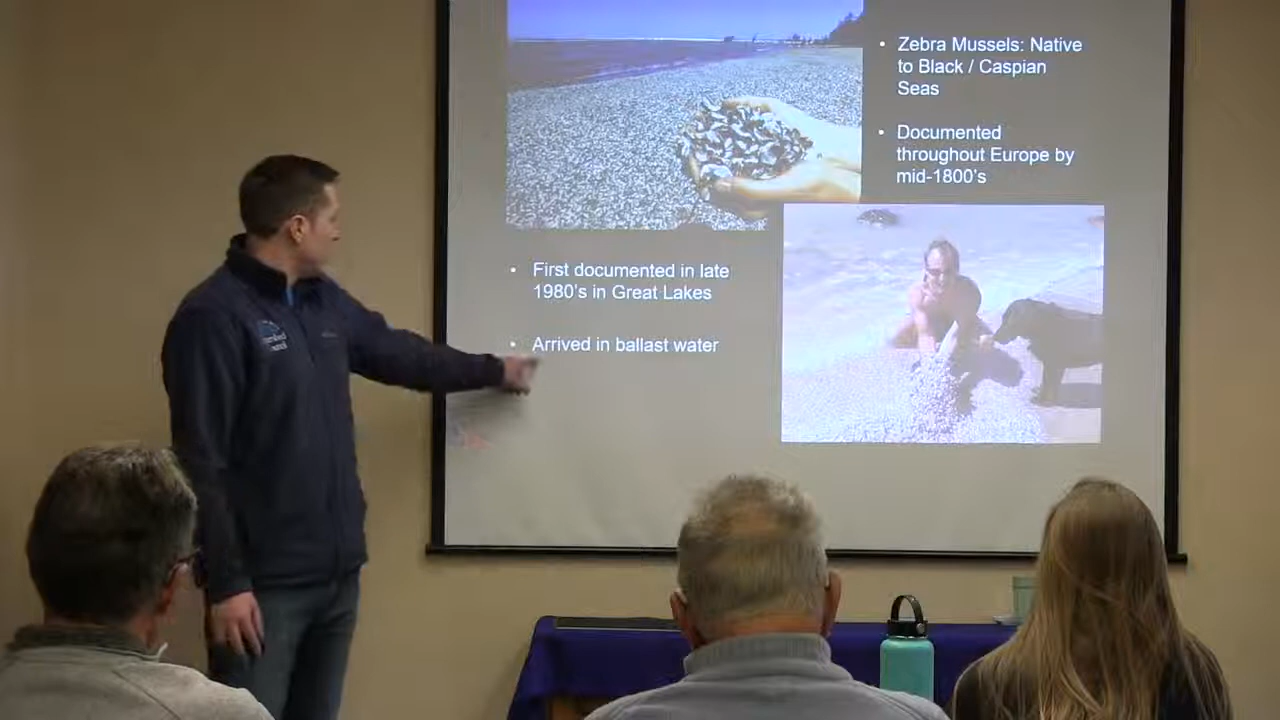 • Zebra Mussels: Native
to Black / Caspian
Seas
• Documented
throughout Europe by
mid-1800's
• First documented in late
1980's in Great Lakes
• Arrived in ballast water